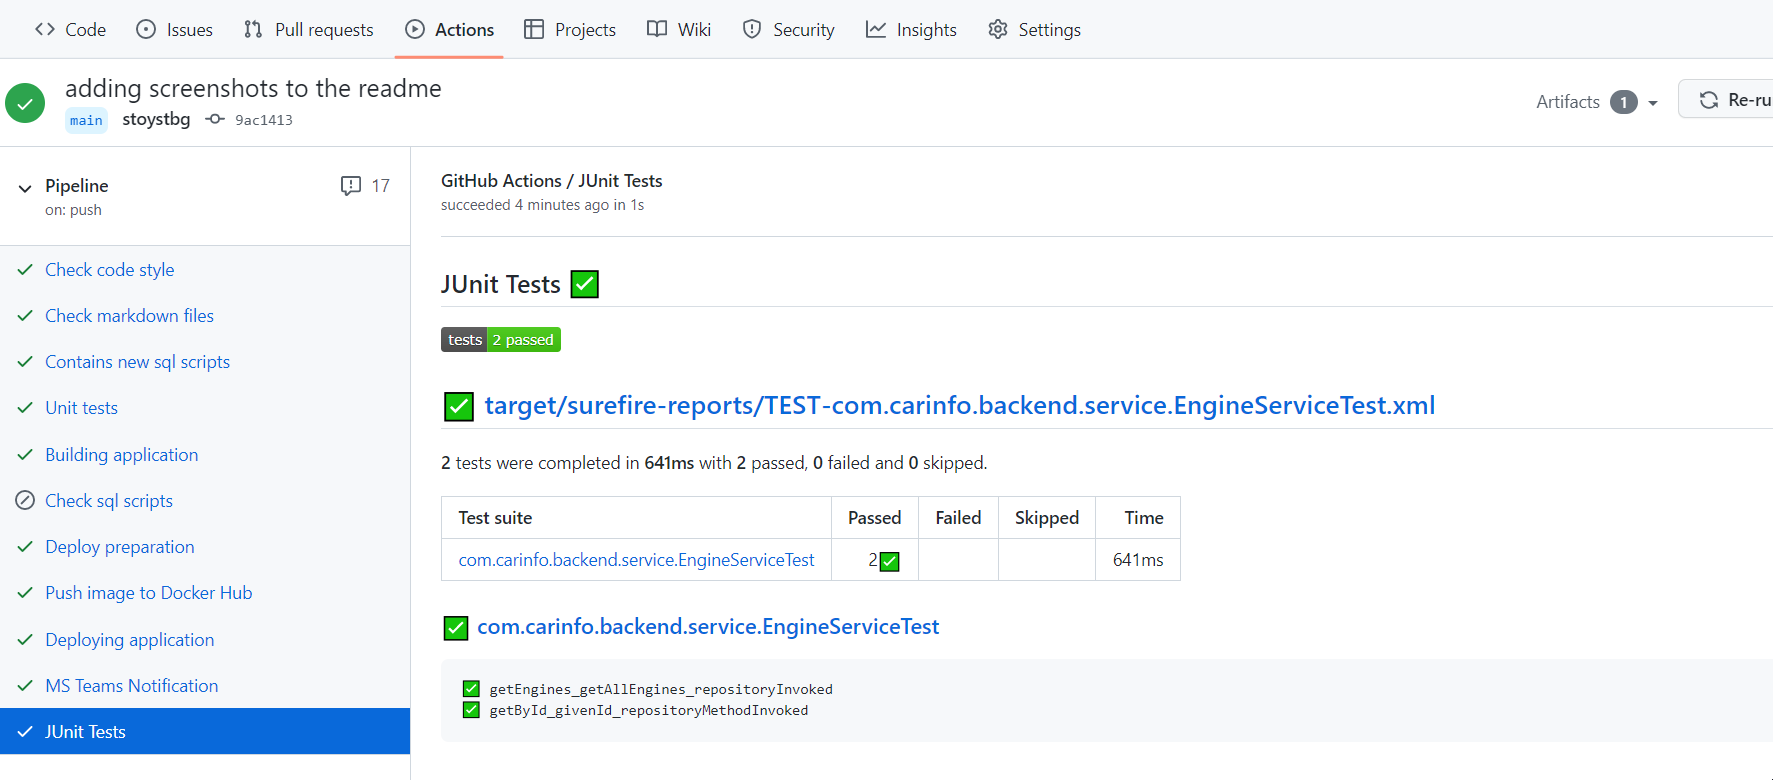 Code Issues Pull requests Actions Projects Wiki Security Insights Settings
adding screenshots to the readme
main stoystbg 9ac1413
Artifacts 1
Re-ru
Pipeline 17
on: push
Check code style
Check markdown files
Contains new sql scripts
Unit tests
Building application
Check sql scripts
Deploy preparation
Push image to Docker Hub
Deploying application
MS Teams Notification
JUnit Tests
GitHub Actions / JUnit Tests
succeeded 4 minutes ago in 1s
JUnit Tests ✅
tests 2 passed
✅ target/surefire-reports/TEST-com.carinfo.backend.service.EngineServiceTest.xml
2 tests were completed in 641ms with 2 passed, 0 failed and 0 skipped.
Test suite Passed Failed Skipped Time
com.carinfo.backend.service.EngineServiceTest 2✅ 641ms
✅ com.carinfo.backend.service.EngineServiceTest
✅ getEngines_getAllEngines_repositoryInvoked
✅ getById_givenId_repositoryMethodInvoked